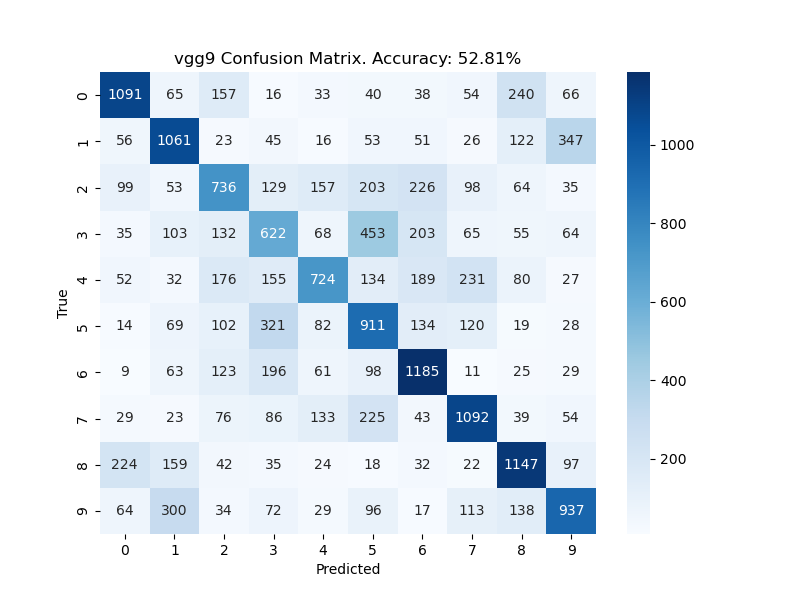 vgg9 Confusion Matrix. Accuracy: 52.81%
0 1091 65 157 16 33 40 38 54 240 66
1 56 1061 23 45 16 53 51 26 122 347
2 99 53 736 129 157 203 226 98 64 35
3 35 103 132 622 68 453 203 65 55 64
4 52 32 176 155 724 134 189 231 80 27
5 14 69 102 321 82 911 134 120 19 28
6 9 63 123 196 61 98 1185 11 25 29
7 29 23 76 86 133 225 43 1092 39 54
8 224 159 42 35 24 18 32 22 1147 97
9 64 300 34 72 29 96 17 113 138 937
0 1 2 3 4 5 6 7 8 9
Predicted
True
1000
800
600
400
200